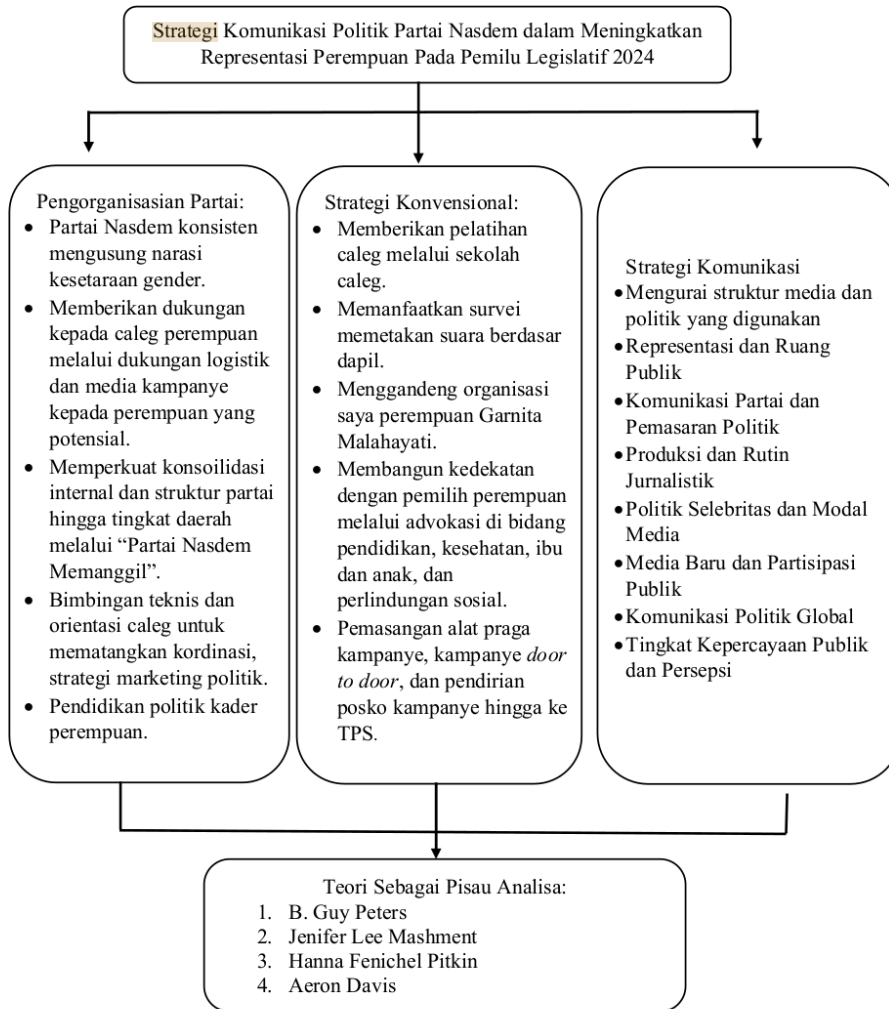 Strategi Komunikasi Politik Partai Nasdem dalam Meningkatkan
Representasi Perempuan Pada Pemilu Legislatif 2024
Pengorganisasian Partai:
• Partai Nasdem konsisten
mengusung narasi
kesetaraan gender.
• Memberikan dukungan
kepada caleg perempuan
melalui dukungan logistik
dan media kampanye
kepada perempuan yang
potensial.
• Memperkuat konsoilidasi
internal dan struktur partai
hingga tingkat daerah
melalui “Partai Nasdem
Memanggil”.
• Bimbingan teknis dan
orientasi caleg untuk
mematangkan kordinasi,
strategi marketing politik.
• Pendidikan politik kader
perempuan.
Strategi Konvensional:
• Memberikan pelatihan
caleg melalui sekolah
caleg.
• Memanfaatkan survei
memetakan suara berdasar
dapil.
• Menggandeng organisasi
saya perempuan Garnita
Malahayati.
• Membangun kedekatan
dengan pemilih perempuan
melalui advokasi di bidang
pendidikan, kesehatan, ibu
dan anak, dan
perlindungan sosial.
• Pemasangan alat praga
kampanye, kampanye door
to door, dan pendirian
posko kampanye hingga ke
TPS.
Strategi Komunikasi
• Mengurai struktur media dan
politik yang digunakan
• Representasi dan Ruang
Publik
• Komunikasi Partai dan
Pemasaran Politik
• Produksi dan Rutin
Jurnalistik
• Politik Selebritas dan Modal
Media
• Media Baru dan Partisipasi
Publik
• Komunikasi Politik Global
• Tingkat Kepercayaan Publik
dan Persepsi
Teori Sebagai Pisau Analisa:
1. B. Guy Peters
2. Jenifer Lee Mashment
3. Hanna Fenichel Pitkin
4. Aeron Davis